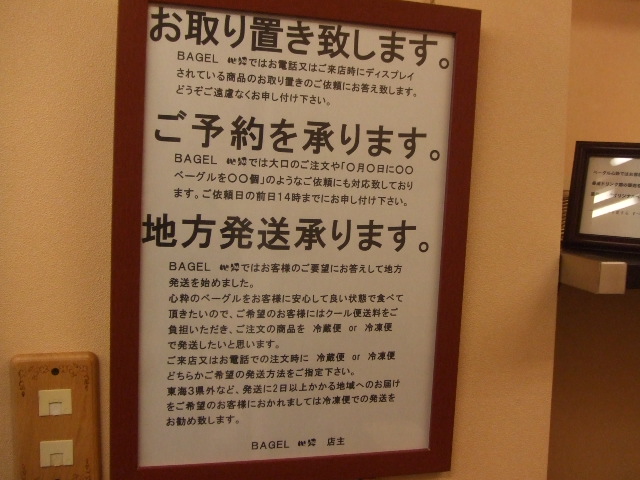 お取り置き致します。
BAGEL ではお電話又はご来店時にディスプレイ
されている商品のお取り置きのご依頼にお答え致します。
どうぞご遠慮なくお申し付け下さい。
ご予約を承ります。
BAGEL では大口のご注文や「〇月〇日に〇〇
ベーグルを〇〇個」のようなご依頼にも対応致しており
ます。ご依頼日の前日14時までにお申し付け下さい。
地方発送承ります。
BAGEL ではお客様のご要望にお答えして地方
発送を始めました。
心粋のベーグルをお客様に安心して良い状態で食べて
頂きたいので、ご希望のお客様にはクール便送料をご
負担いただき、ご注文の商品を 冷蔵便 or 冷凍便
で発送したいと思います。
ご来店又はお電話での注文時に 冷蔵便 or 冷凍便
どちらかご希望の発送方法をご指定下さい。
東海3県外など、発送に2日以上かかる地域へのお届け
をご希望のお客様におかれましては冷凍便での発送を
お勧め致します。
BAGEL 店主